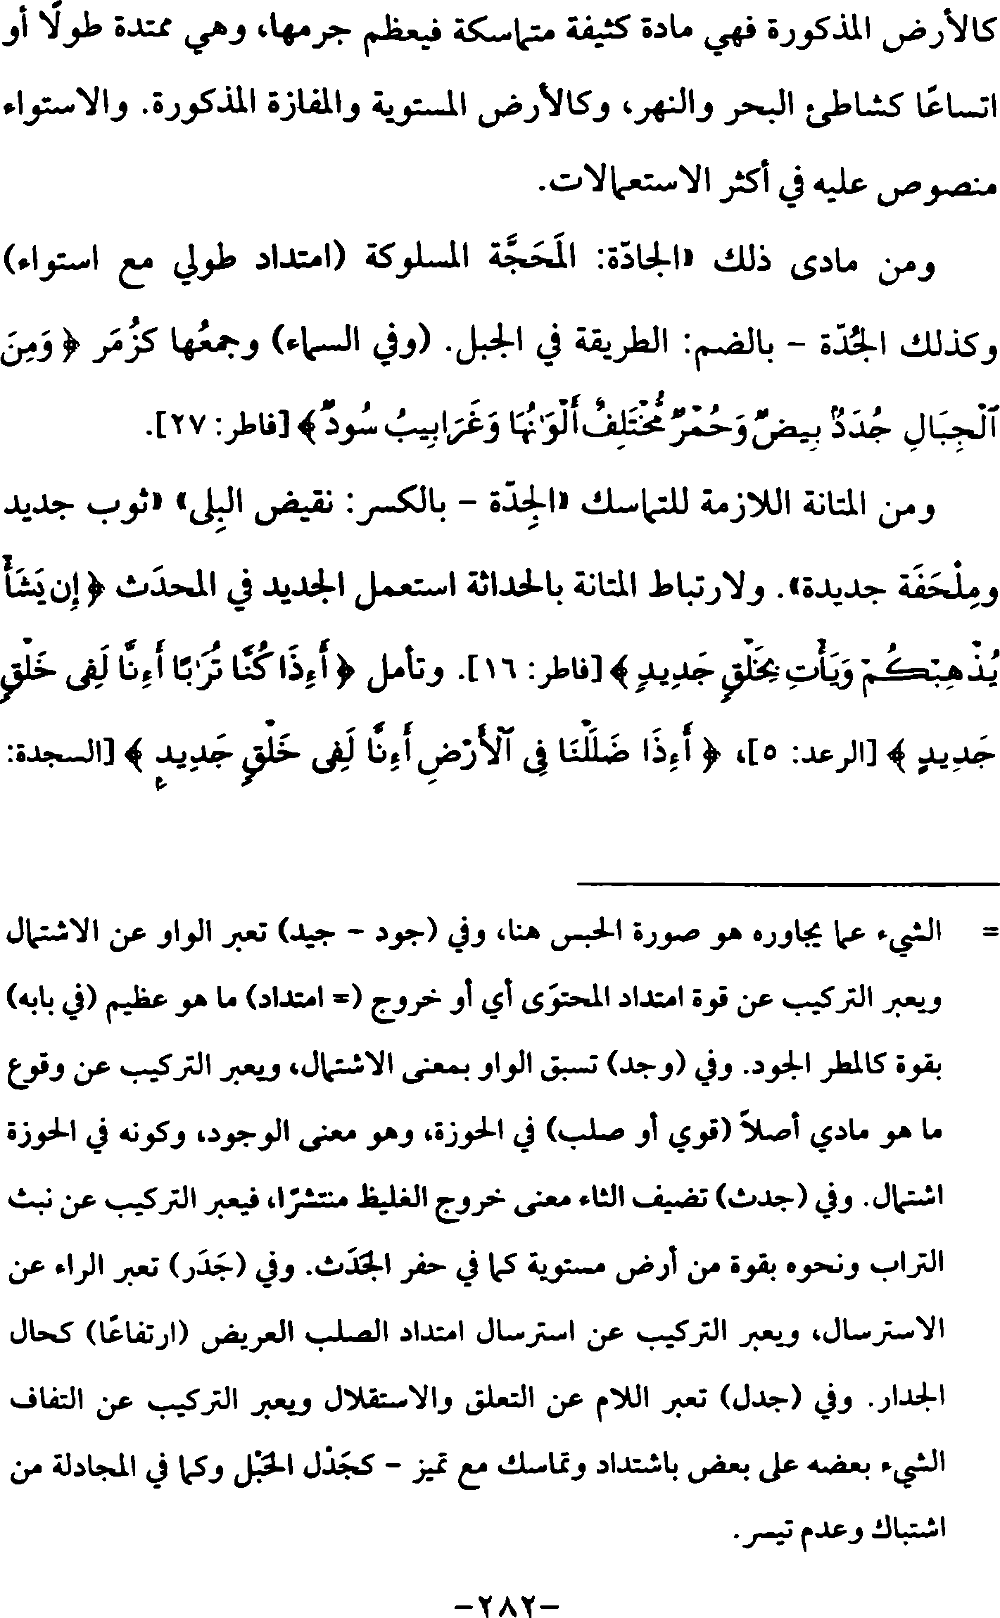 كالأرض المذكورة فهي مادة كثيفة متماسكة فيعظم جرمها، وهي ممتدة طولًا أو
اتساعًا كشاطئ البحر والنهر، وكالأرض المستوية والمفازة المذكورة. والاستواء
منصوص عليه في أكثر الاستعمالات.
ومن مادى ذلك «الجادّة: المَحَجَّة المسلوكة (امتداد طولي مع استواء)
وكذلك الجُدّة – بالضم: الطريقة في الجبل. (وفي السماء) وجمعُها كزُمَر ﴿ وَمِنَ
ٱلْجِبَالِ جُدَدٌۢ بِيضٌ وَحُمْرٌ مُّخْتَلِفٌ أَلْوَٰنُهَا وَغَرَابِيبُ سُودٌ ﴾ [فاطر: ٢٧].
ومن المتانة اللازمة للتماسك «الجِدّة – بالكسر: نقيض البِلى» «ثوب جديد
ومِلْحَفَة جديدة». ولارتباط المتانة بالحداثة استعمل الجديد في المحدَث ﴿ إِن يَشَأْ
يُذْهِبْكُمْ وَيَأْتِ بِخَلْقٍ جَدِيدٍ ﴾ [فاطر: ١٦]. وتأمل ﴿ أَءِذَا كُنَّا تُرَٰبًا أَءِنَّا لَفِى خَلْقٍ
جَدِيدٍ ﴾ [الرعد: ٥]، ﴿ أَءِذَا ضَلَلْنَا فِى ٱلْأَرْضِ أَءِنَّا لَفِى خَلْقٍ جَدِيدٍ ﴾ [السجدة:
= الشيء عما يجاوره هو صورة الحبس هنا، وفي (جود – جيد) تعبر الواو عن الاشتمال
ويعبر التركيب عن قوة امتداد المحتوَى أي أو خروج (= امتداد) ما هو عظيم (في بابه)
بقوة كالمطر الجود. وفي (وجد) تسبق الواو بمعنى الاشتمال، ويعبر التركيب عن وقوع
ما هو مادي أصلاً (قوي أو صلب) في الحوزة، وهو معنى الوجود، وكونه في الحوزة
اشتمال. وفي (جدث) تضيف الثاء معنى خروج الغليظ منتشرًا، فيعبر التركيب عن نبث
التراب ونحوه بقوة من أرض مستوية كما في حفر الجَدَث. وفي (جَدَر) تعبر الراء عن
الاسترسال، ويعبر التركيب عن استرسال امتداد الصلب العريض (ارتفاعًا) كحال
الجدار. وفي (جدل) تعبر اللام عن التعلق والاستقلال ويعبر التركيب عن التفاف
الشيء بعضه على بعض باشتداد وتماسك مع تميز – كجَدْل الحَبْل وكما في المجادلة من
اشتباك وعدم تيسر.
–٢٨٢–